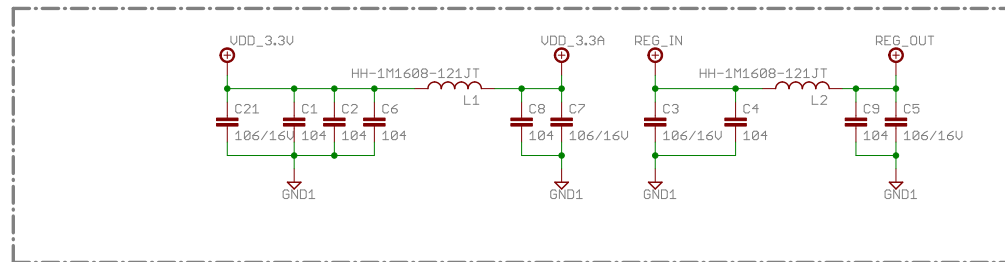 VDD_3.3V
VDD_3.3A
REG_IN
REG_OUT
HH-1M1608-121JT
HH-1M1608-121JT
L1
L2
C21
C1
C2
C6
C8
C7
C3
C4
C9
C5
106/16V
104
104
104
104
106/16V
106/16V
104
104
106/16V
GND1
GND1
GND1
GND1